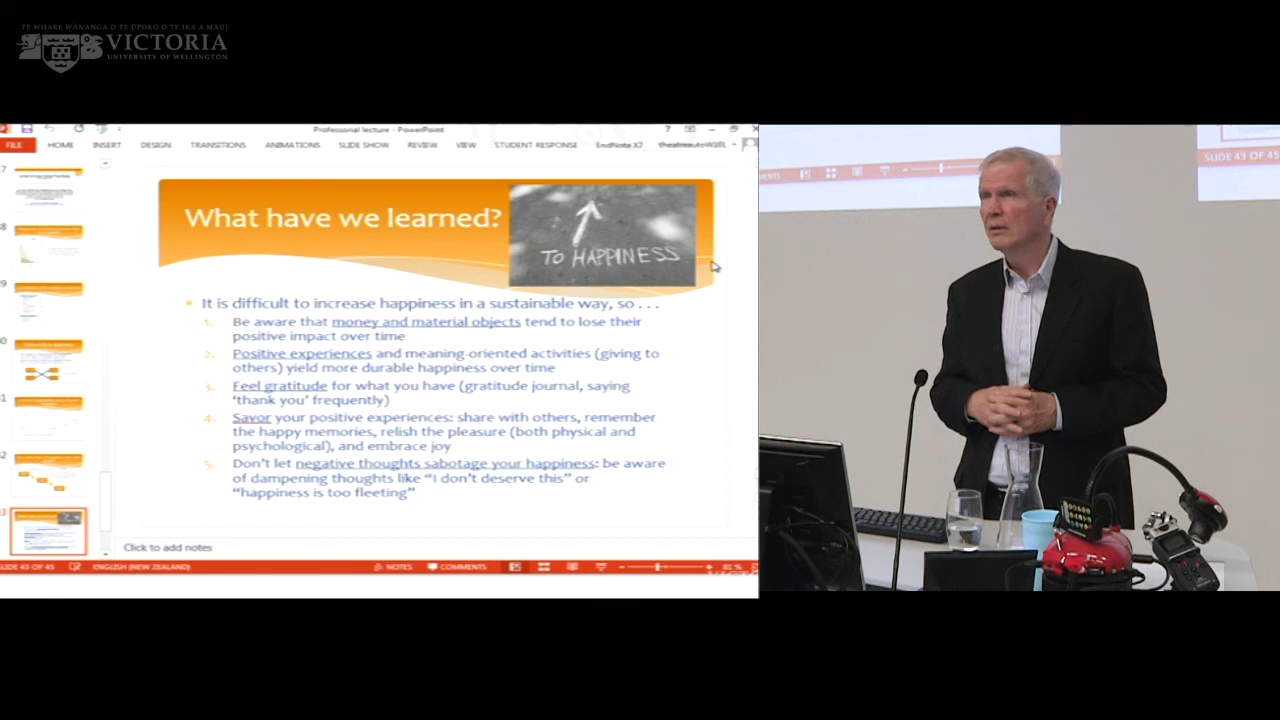 TE WHARE WĀNANGA O TE ŪPOKO O TE IKA A MĀUI
VICTORIA
UNIVERSITY OF WELLINGTON
Professional lecture - PowerPoint
FILE HOME INSERT DESIGN TRANSITIONS ANIMATIONS SLIDE SHOW REVIEW VIEW STUDENT RESPONSE EndNote X7
What have we learned?
TO HAPPINESS
It is difficult to increase happiness in a sustainable way, so . . .
1. Be aware that money and material objects tend to lose their
positive impact over time
2. Positive experiences and meaning-oriented activities (giving to
others) yield more durable happiness over time
3. Feel gratitude for what you have (gratitude journal, saying
‘thank you’ frequently)
4. Savor your positive experiences: share with others, remember
the happy memories, relish the pleasure (both physical and
psychological), and embrace joy
5. Don’t let negative thoughts sabotage your happiness: be aware
of dampening thoughts like “I don’t deserve this” or
“happiness is too fleeting”
Click to add notes
SLIDE 43 OF 45 ENGLISH (NEW ZEALAND) NOTES COMMENTS 81 %
MENTS
SLIDE 43 OF 45